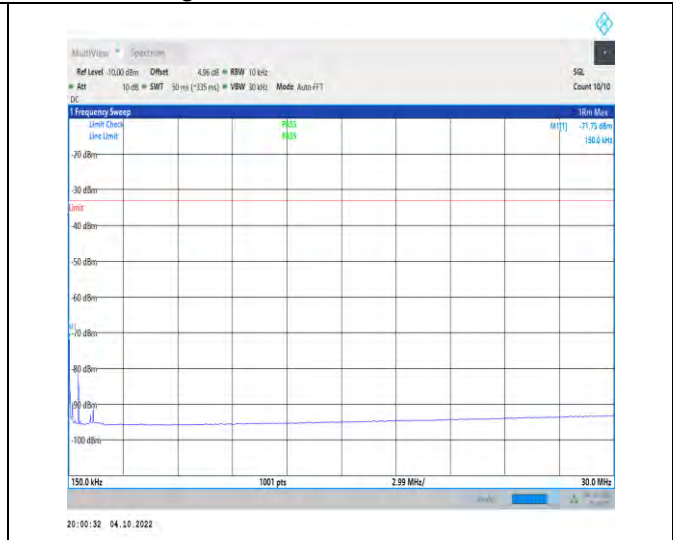 MultiView Spectrum
Ref Level -10.00 dBm Offset 4.96 dB RBW 10 kHz SGL
Att 10 dB SWT 50 ms (~335 ms) VBW 30 kHz Mode Auto FFT Count 10/10
DC
1 Frequency Sweep 1Rm Max
Limit Check PASS M1[1] -71.75 dBm
Line Limit PASS 150.0 kHz
-20 dBm
-30 dBm
Limit
-40 dBm
-50 dBm
-60 dBm
M1
-70 dBm
-80 dBm
-90 dBm
-100 dBm
150.0 kHz 1001 pts 2.99 MHz/ 30.0 MHz
20:00:32 04.10.2022